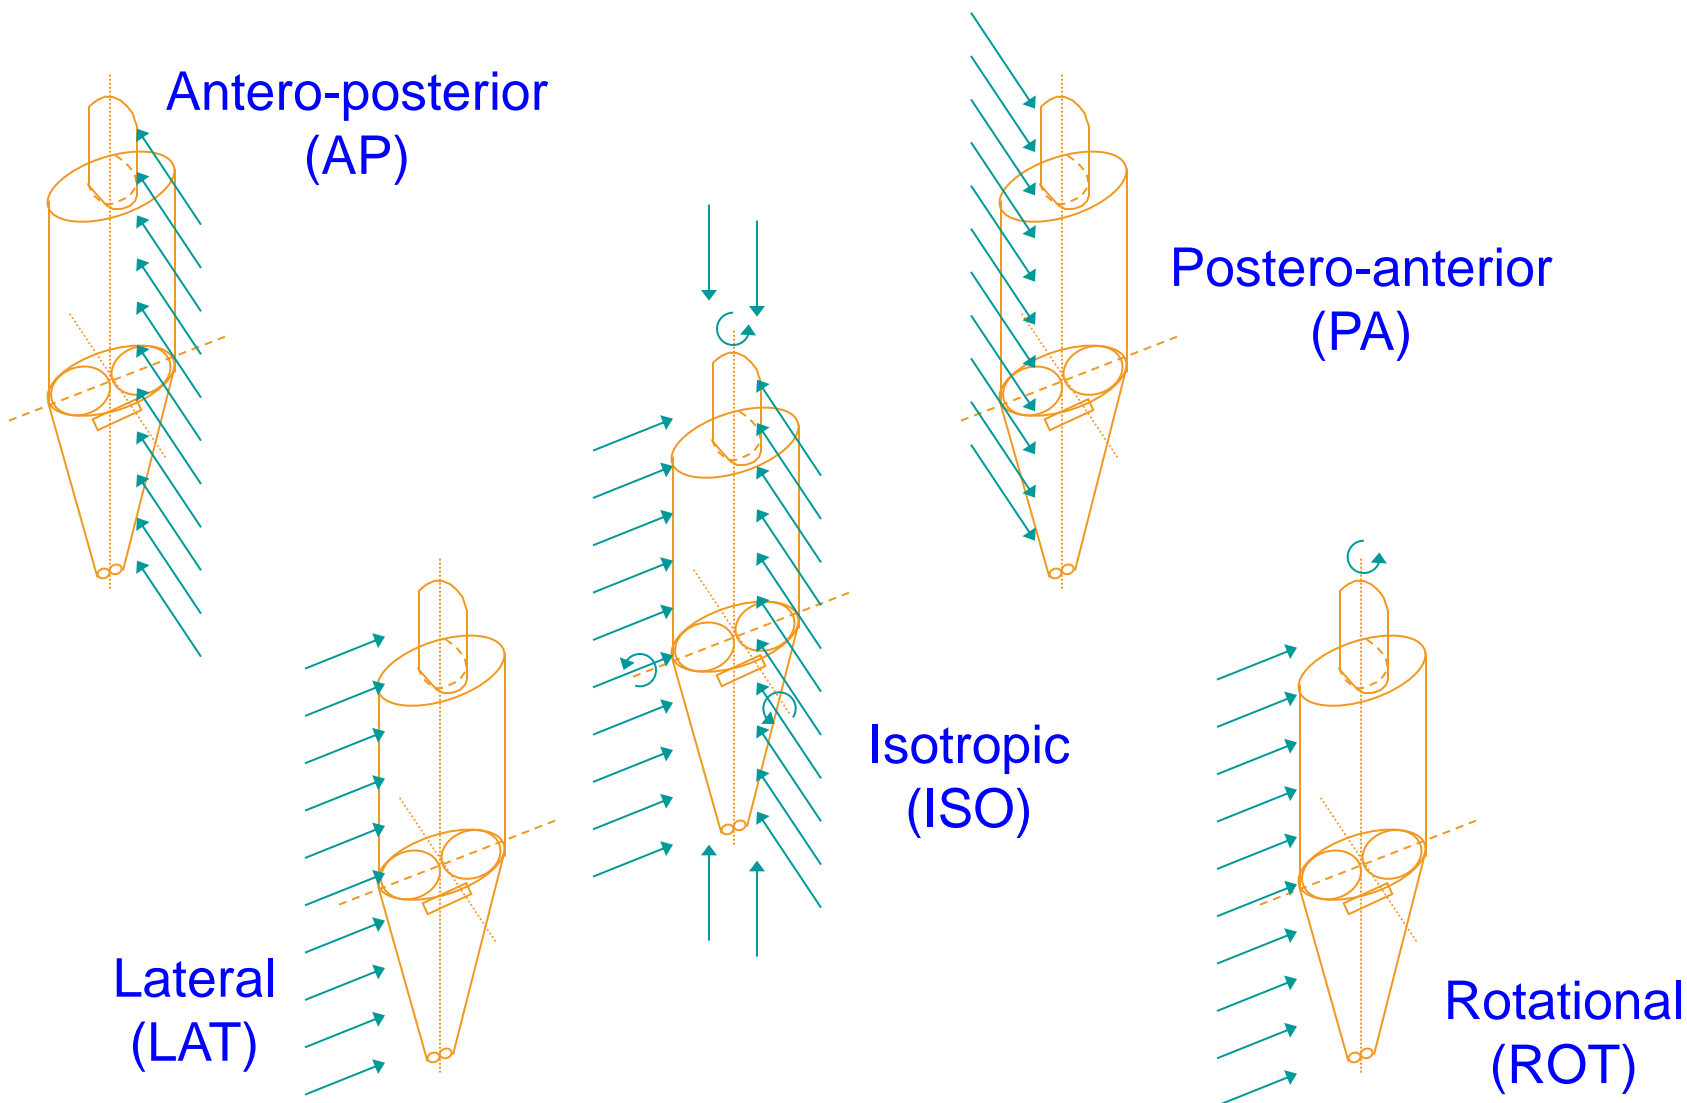 Antero-posterior
(AP)
Postero-anterior
(PA)
Isotropic
(ISO)
Lateral
(LAT)
Rotational
(ROT)